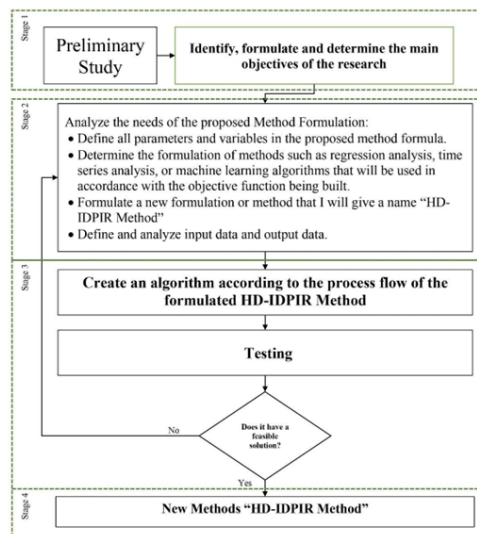 Stage 1
Preliminary
Study
Identify, formulate and determine the main
objectives of the research
Stage 2
Analyze the needs of the proposed Method Formulation:
• Define all parameters and variables in the proposed method formula.
• Determine the formulation of methods such as regression analysis, time
series analysis, or machine learning algorithms that will be used in
accordance with the objective function being built.
• Formulate a new formulation or method that I will give a name “HD-
IDPIR Method”
• Define and analyze input data and output data.
Stage 3
Create an algorithm according to the process flow of the
formulated HD-IDPIR Method
Testing
Does it have a
feasible
solution?
No
Yes
Stage 4
New Methods “HD-IDPIR Method”